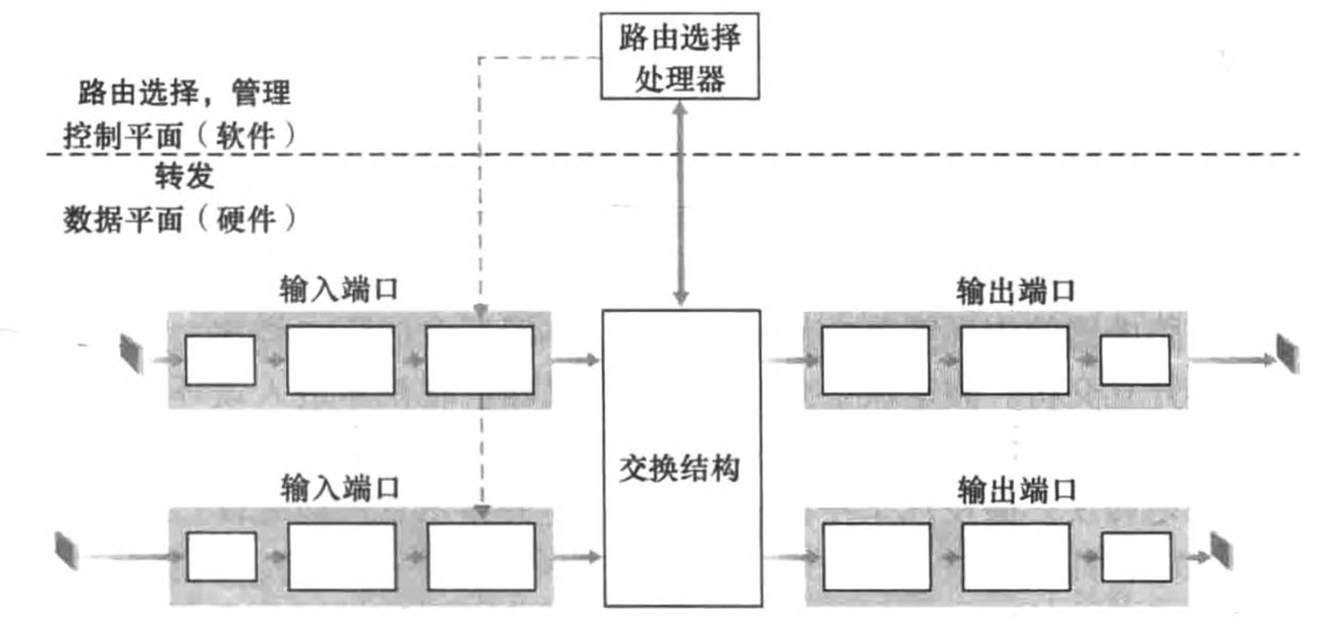 路由选择
处理器
路由选择，管理
控制平面（软件）
转发
数据平面（硬件）
输入端口
输出端口
交换结构
输入端口
输出端口